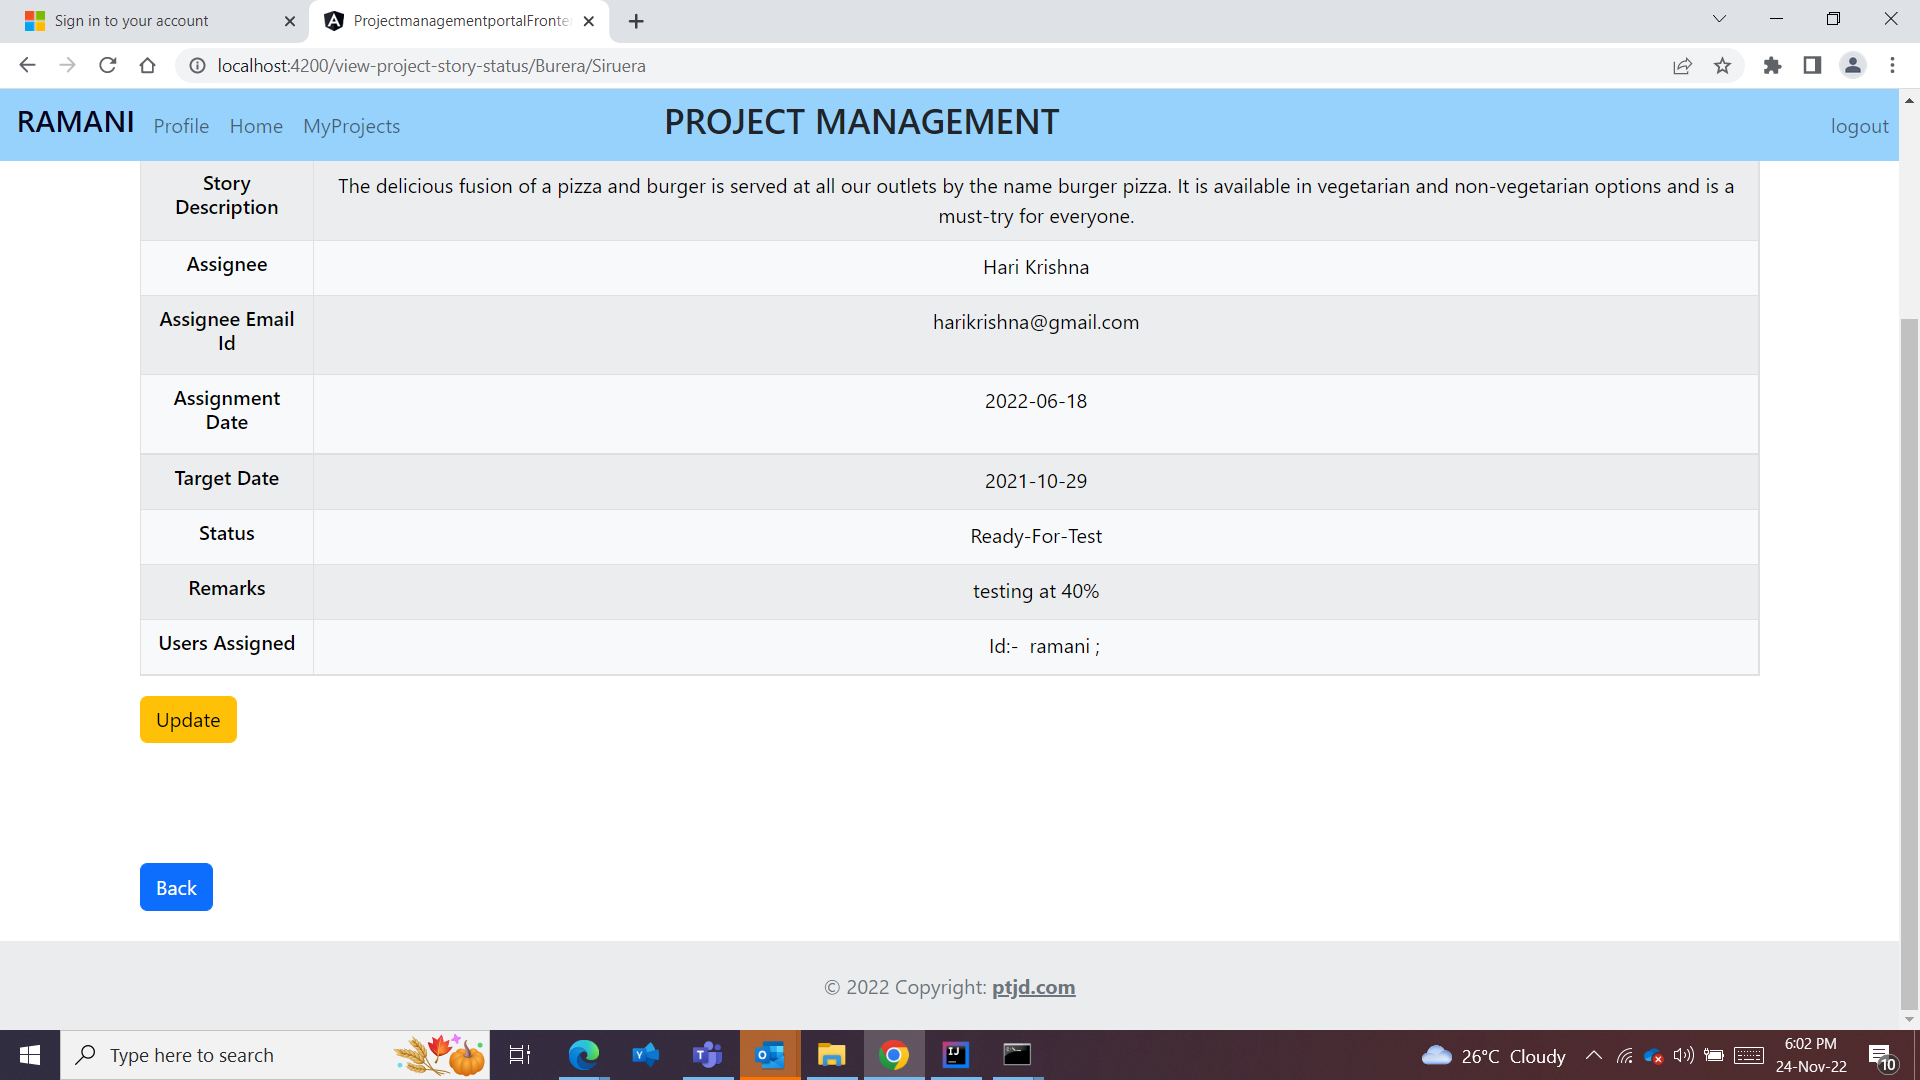 Sign in to your account
ProjectmanagementportalFronte
localhost:4200/view-project-story-status/Burera/Siruera
RAMANI Profile Home MyProjects PROJECT MANAGEMENT logout
Story
Description
The delicious fusion of a pizza and burger is served at all our outlets by the name burger pizza. It is available in vegetarian and non-vegetarian options and is a
must-try for everyone.
Assignee Hari Krishna
Assignee Email
Id
harikrishna@gmail.com
Assignment
Date
2022-06-18
Target Date 2021-10-29
Status Ready-For-Test
Remarks testing at 40%
Users Assigned Id:- ramani ;
Update
Back
© 2022 Copyright: ptjd.com
Type here to search
26°C Cloudy
6:02 PM
24-Nov-22
10